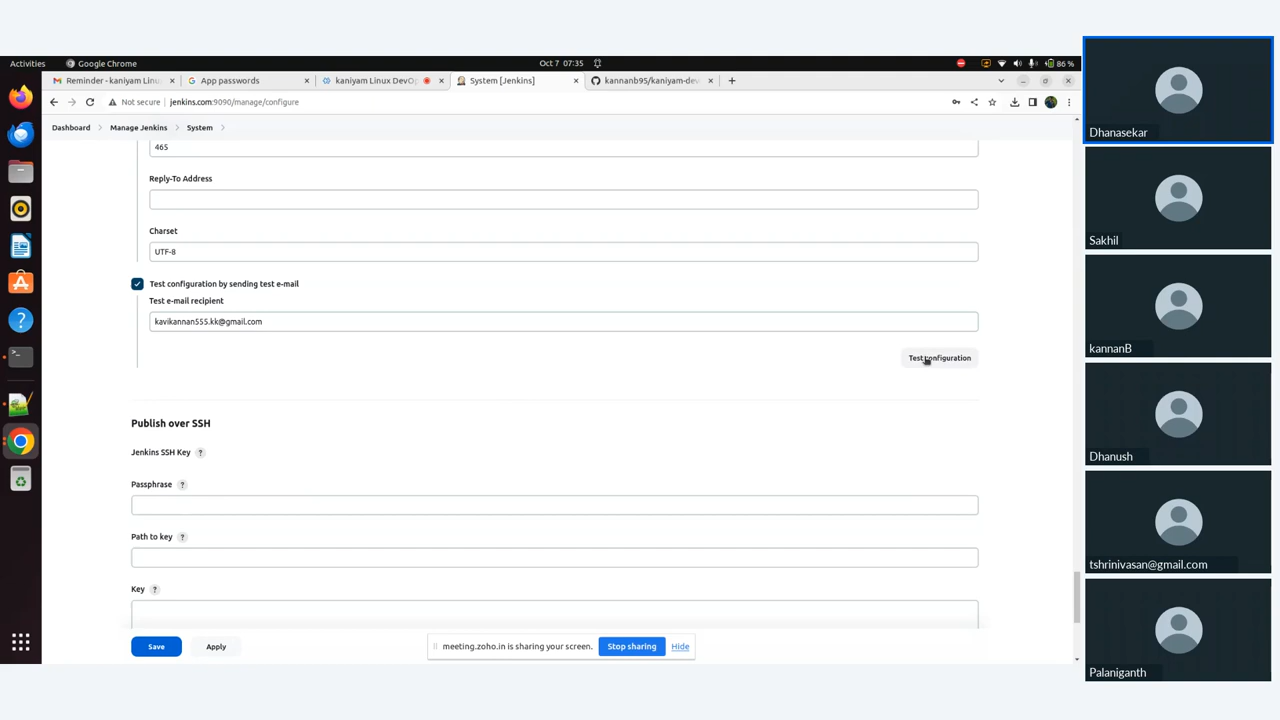 Activities
Google Chrome
Oct 7 07:35
86 %
Reminder - kaniyam Linu
App passwords
kaniyam Linux DevOp
System [Jenkins]
kannanb95/kaniyam-dev
Not secure
jenkins.com:9090/manage/configure
Dashboard
Manage Jenkins
System
465
Reply-To Address
Charset
UTF-8
Test configuration by sending test e-mail
Test e-mail recipient
kavikannan555.kk@gmail.com
Test configuration
Publish over SSH
Jenkins SSH Key ?
Passphrase ?
Path to key ?
Key ?
Save
Apply
meeting.zoho.in is sharing your screen.
Stop sharing
Hide
Dhanasekar
Sakhil
kannanB
Dhanush
tshrinivasan@gmail.com
Palaniganth